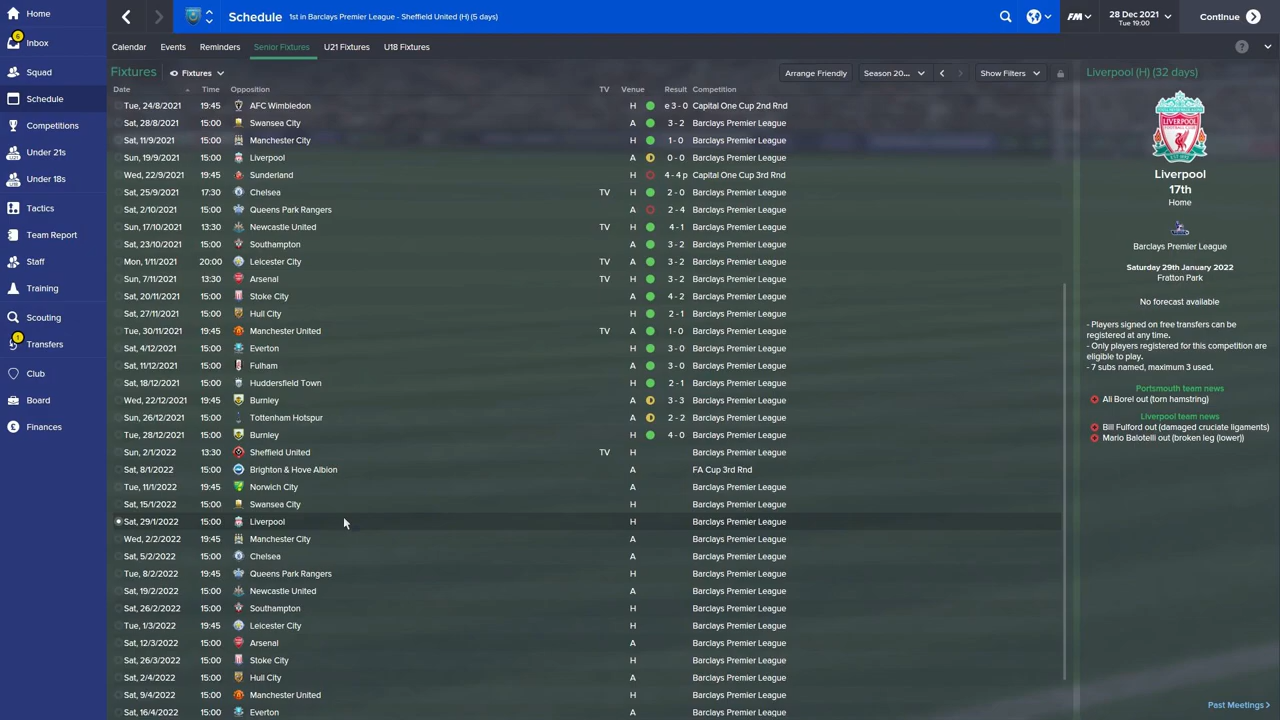 Home
Inbox
6
Squad
Schedule
Competitions
Under 21s
Under 18s
Tactics
Team Report
Staff
Training
Scouting
1
Transfers
Club
Board
Finances
Schedule 1st in Barclays Premier League - Sheffield United (H) (5 days)
FM 28 Dec 2021
Tue 19:00
Continue
Calendar Events Reminders Senior Fixtures U21 Fixtures U18 Fixtures ?
Fixtures Fixtures Arrange Friendly Season 20... Show Filters
Date Time Opposition TV Venue Result Competition
Tue, 24/8/2021 19:45 AFC Wimbledon H e 3 - 0 Capital One Cup 2nd Rnd
Sat, 28/8/2021 15:00 Swansea City A 3 - 2 Barclays Premier League
Sat, 11/9/2021 15:00 Manchester City H 1 - 0 Barclays Premier League
Sun, 19/9/2021 15:00 Liverpool A 0 - 0 Barclays Premier League
Wed, 22/9/2021 19:45 Sunderland H 4 - 4 p Capital One Cup 3rd Rnd
Sat, 25/9/2021 17:30 Chelsea TV H 2 - 0 Barclays Premier League
Sat, 2/10/2021 15:00 Queens Park Rangers A 2 - 4 Barclays Premier League
Sun, 17/10/2021 13:30 Newcastle United TV H 4 - 1 Barclays Premier League
Sat, 23/10/2021 15:00 Southampton A 3 - 2 Barclays Premier League
Mon, 1/11/2021 20:00 Leicester City TV A 3 - 2 Barclays Premier League
Sun, 7/11/2021 13:30 Arsenal TV H 3 - 2 Barclays Premier League
Sat, 20/11/2021 15:00 Stoke City A 4 - 2 Barclays Premier League
Sat, 27/11/2021 15:00 Hull City H 2 - 1 Barclays Premier League
Tue, 30/11/2021 19:45 Manchester United TV A 1 - 0 Barclays Premier League
Sat, 4/12/2021 15:00 Everton H 3 - 0 Barclays Premier League
Sat, 11/12/2021 15:00 Fulham A 3 - 0 Barclays Premier League
Sat, 18/12/2021 15:00 Huddersfield Town H 2 - 1 Barclays Premier League
Wed, 22/12/2021 19:45 Burnley A 3 - 3 Barclays Premier League
Sun, 26/12/2021 15:00 Tottenham Hotspur A 2 - 2 Barclays Premier League
Tue, 28/12/2021 15:00 Burnley H 4 - 0 Barclays Premier League
Sun, 2/1/2022 13:30 Sheffield United TV H Barclays Premier League
Sat, 8/1/2022 15:00 Brighton & Hove Albion A FA Cup 3rd Rnd
Tue, 11/1/2022 19:45 Norwich City A Barclays Premier League
Sat, 15/1/2022 15:00 Swansea City H Barclays Premier League
Sat, 29/1/2022 15:00 Liverpool H Barclays Premier League
Wed, 2/2/2022 19:45 Manchester City A Barclays Premier League
Sat, 5/2/2022 15:00 Chelsea A Barclays Premier League
Tue, 8/2/2022 19:45 Queens Park Rangers H Barclays Premier League
Sat, 19/2/2022 15:00 Newcastle United A Barclays Premier League
Sat, 26/2/2022 15:00 Southampton H Barclays Premier League
Tue, 1/3/2022 19:45 Leicester City H Barclays Premier League
Sat, 12/3/2022 15:00 Arsenal A Barclays Premier League
Sat, 26/3/2022 15:00 Stoke City H Barclays Premier League
Sat, 2/4/2022 15:00 Hull City A Barclays Premier League
Sat, 9/4/2022 15:00 Manchester United H Barclays Premier League
Sat, 16/4/2022 15:00 Everton A Barclays Premier League
Liverpool (H) (32 days)
LIVERPOOL
Liverpool
17th
Home
Barclays Premier League
Saturday 29th January 2022
Fratton Park
No forecast available
- Players signed on free transfers can be
registered at any time.
- Only players registered for this competition are
eligible to play.
- 7 subs named, maximum 3 used.
Portsmouth team news
Ali Borel out (torn hamstring)
Liverpool team news
Bill Fulford out (damaged cruciate ligaments)
Mario Balotelli out (broken leg (lower))
Past Meetings >